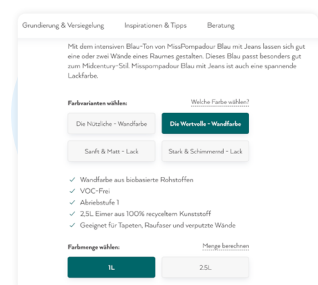 Grundierung & Versiegelung Inspirationen & Tipps Beratung
Mit dem intensiven Blau-Ton von MissPompadour Blau mit Jeans lassen sich gut
eine oder zwei Wände eines Raumes gestalten. Dieses Blau passt besonders gut
zum Midcentury-Stil. Misspompadour Blau mit Jeans ist auch eine spannende
Lackfarbe.
Farbvarianten wählen: Welche Farbe wählen?
Die Nützliche - Wandfarbe Die Wertvolle - Wandfarbe
Sanft & Matt - Lack Stark & Schimmernd - Lack
✓ Wandfarbe aus biobasierte Rohstoffen
✓ VOC-Frei
✓ Abriebstufe 1
✓ 2,5L Eimer aus 100% recyceltem Kunststoff
✓ Geeignet für Tapeten, Raufaser und verputzte Wände
Farbmenge wählen: Menge berechnen
1L 2.5L